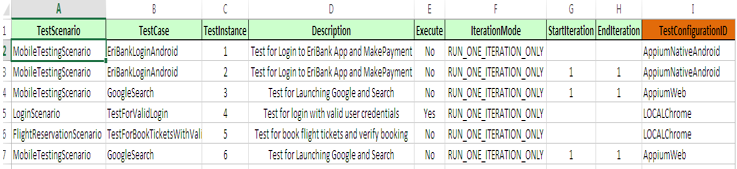 A B C D E F G H I
1 TestScenario TestCase TestInstance Description Execute IterationMode StartIteration EndIteration TestConfigurationID
2 MobileTestingScenario EriBankLoginAndroid 1 Test for Login to EriBank App and MakePayment No RUN_ONE_ITERATION_ONLY AppiumNativeAndroid
3 MobileTestingScenario EriBankLoginAndroid 2 Test for Login to EriBank App and MakePayment No RUN_ONE_ITERATION_ONLY 1 1 AppiumNativeAndroid
4 MobileTestingScenario GoogleSearch 3 Test for Launching Google and Search No RUN_ONE_ITERATION_ONLY 1 1 AppiumWeb
5 LoginScenario TestForValidLogin 4 Test for login with valid user credentials Yes RUN_ONE_ITERATION_ONLY LOCALChrome
6 FlightReservationScenario TestForBookTicketsWithVali 5 Test for book flight tickets and verify booking No RUN_ONE_ITERATION_ONLY LOCALChrome
7 MobileTestingScenario GoogleSearch 6 Test for Launching Google and Search No RUN_ONE_ITERATION_ONLY 1 1 AppiumWeb